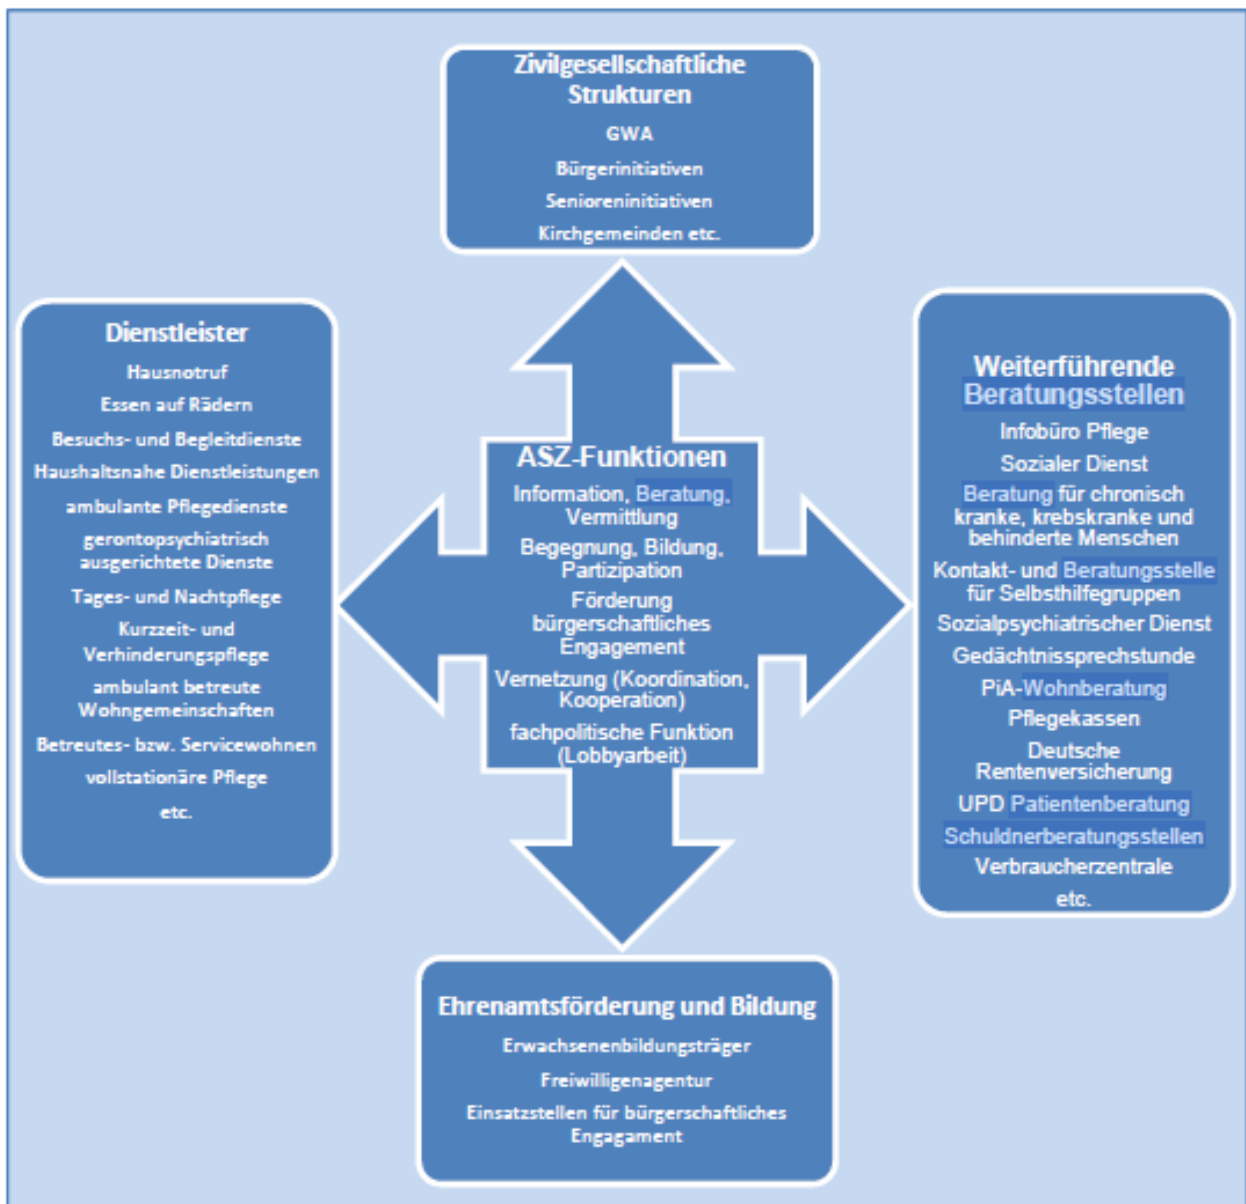 Zivilgesellschaftliche
Strukturen
GWA
Bürgerinitiativen
Senioreninitiativen
Kirchgemeinden etc.
Dienstleister
Hausnotruf
Essen auf Rädern
Besuchs- und Begleitdienste
Haushaltsnahe Dienstleistungen
ambulante Pflegedienste
gerontopsychiatrisch
ausgerichtete Dienste
Tages- und Nachtpflege
Kurzzeit- und
Verhinderungspflege
ambulant betreute
Wohngemeinschaften
Betreutes- bzw. Servicewohnen
vollstationäre Pflege
etc.
ASZ-Funktionen
Information, Beratung,
Vermittlung
Begegnung, Bildung,
Partizipation
Förderung
bürgerschaftliches
Engagement
Vernetzung (Koordination,
Kooperation)
fachpolitische Funktion
(Lobbyarbeit)
Weiterführende
Beratungsstellen
Infobüro Pflege
Sozialer Dienst
Beratung für chronisch
kranke, krebskranke und
behinderte Menschen
Kontakt- und Beratungsstelle
für Selbsthilfegruppen
Sozialpsychiatrischer Dienst
Gedächtnissprechstunde
PiA-Wohnberatung
Pflegekassen
Deutsche
Rentenversicherung
UPD Patientenberatung
Schuldnerberatungsstellen
Verbraucherzentrale
etc.
Ehrenamtsförderung und Bildung
Erwachsenenbildungsträger
Freiwilligenagentur
Einsatzstellen für bürgerschaftliches
Engagament